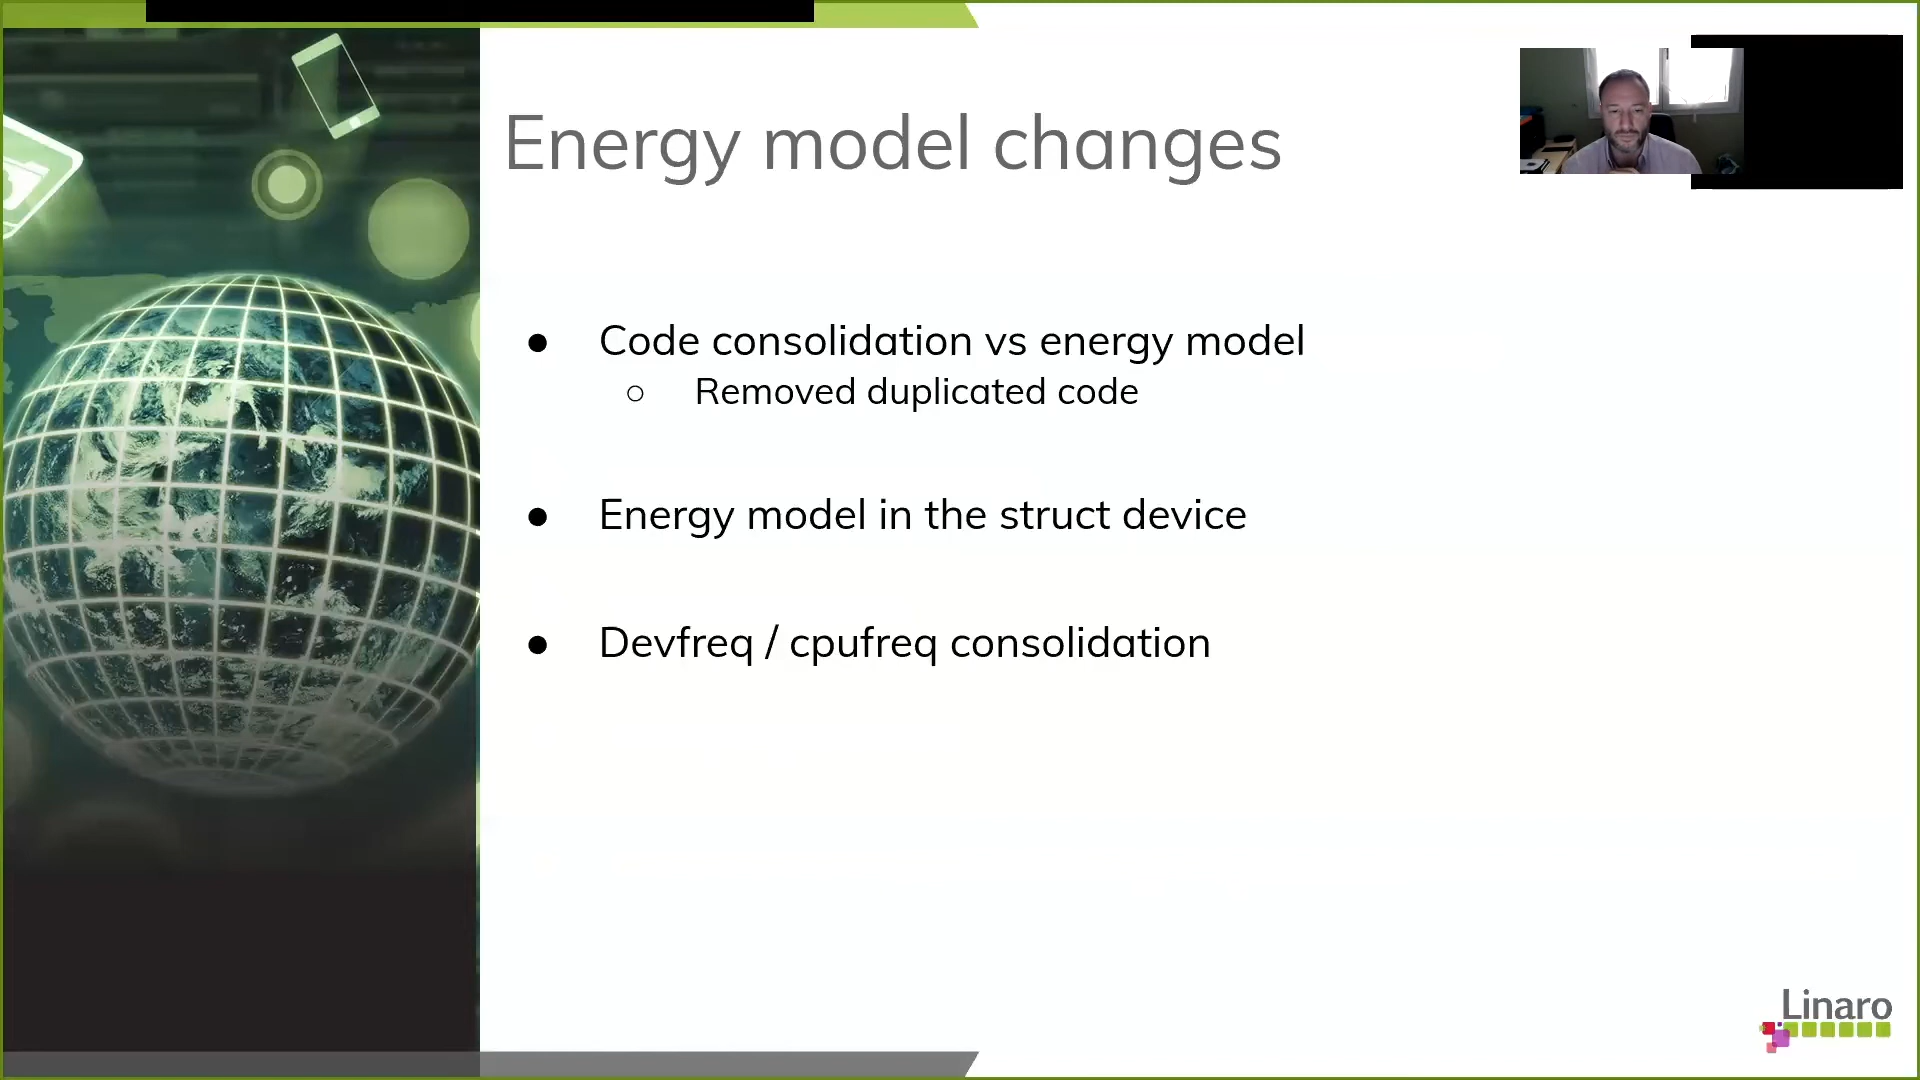 Energy model changes
● Code consolidation vs energy model
○ Removed duplicated code
● Energy model in the struct device
● Devfreq / cpufreq consolidation
Linaro